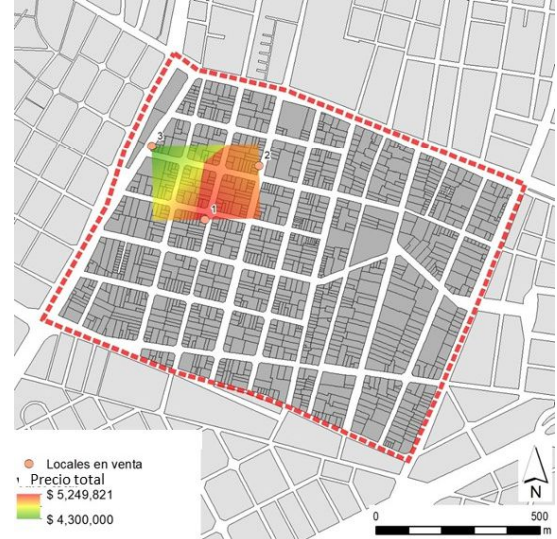 3
2
1
Locales en venta
Precio total
$ 5,249,821
$ 4,300,000
N
0
500
m